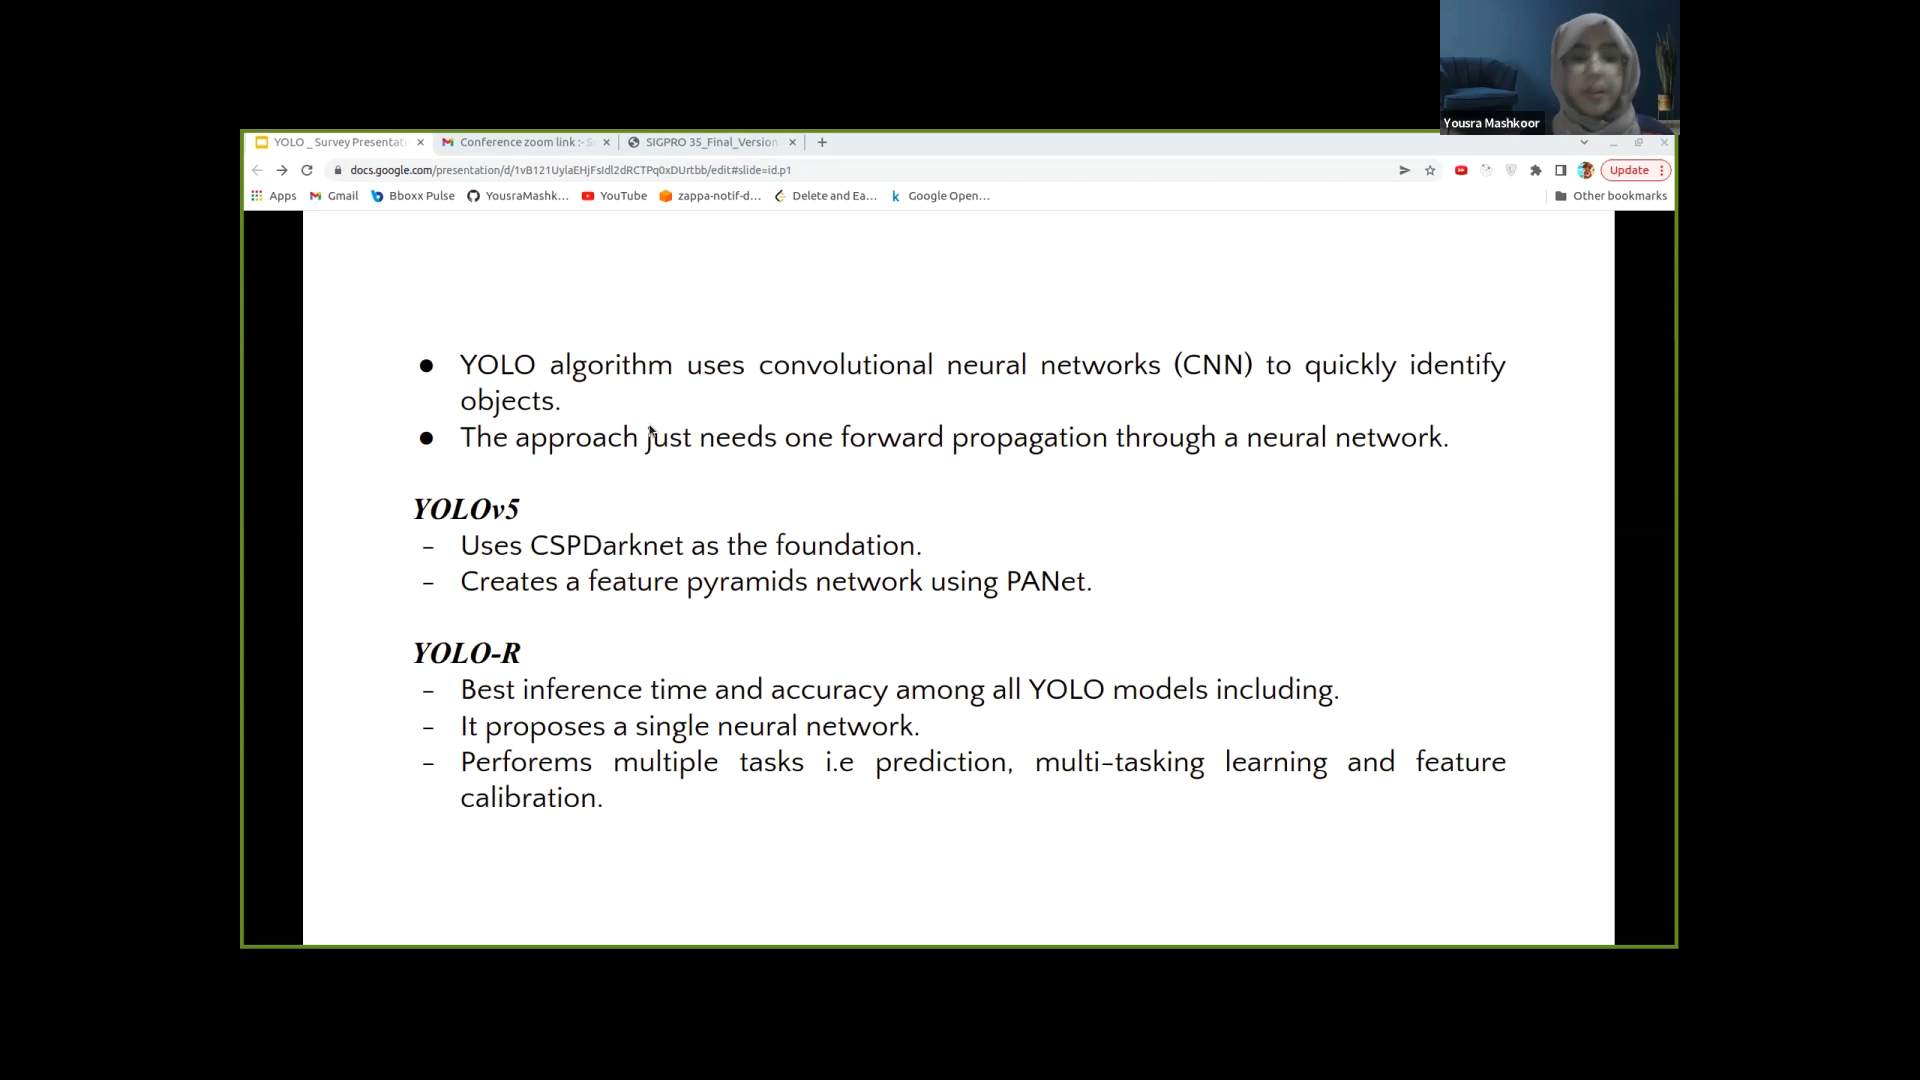 Yousra Mashkoor
YOLO _ Survey Presentati
Conference zoom link :- S
SIGPRO 35_Final_Version
docs.google.com/presentation/d/1vB121UylaEHjFsIdl2dRCTPq0xDUrtbb/edit#slide=id.p1
Update
Apps
Gmail
Bboxx Pulse
YousraMashk...
YouTube
zappa-notif-d...
Delete and Ea...
Google Open...
Other bookmarks
● YOLO algorithm uses convolutional neural networks (CNN) to quickly identify
objects.
● The approach just needs one forward propagation through a neural network.
YOLOv5
- Uses CSPDarknet as the foundation.
- Creates a feature pyramids network using PANet.
YOLO-R
- Best inference time and accuracy among all YOLO models including.
- It proposes a single neural network.
- Perforems multiple tasks i.e prediction, multi-tasking learning and feature
calibration.